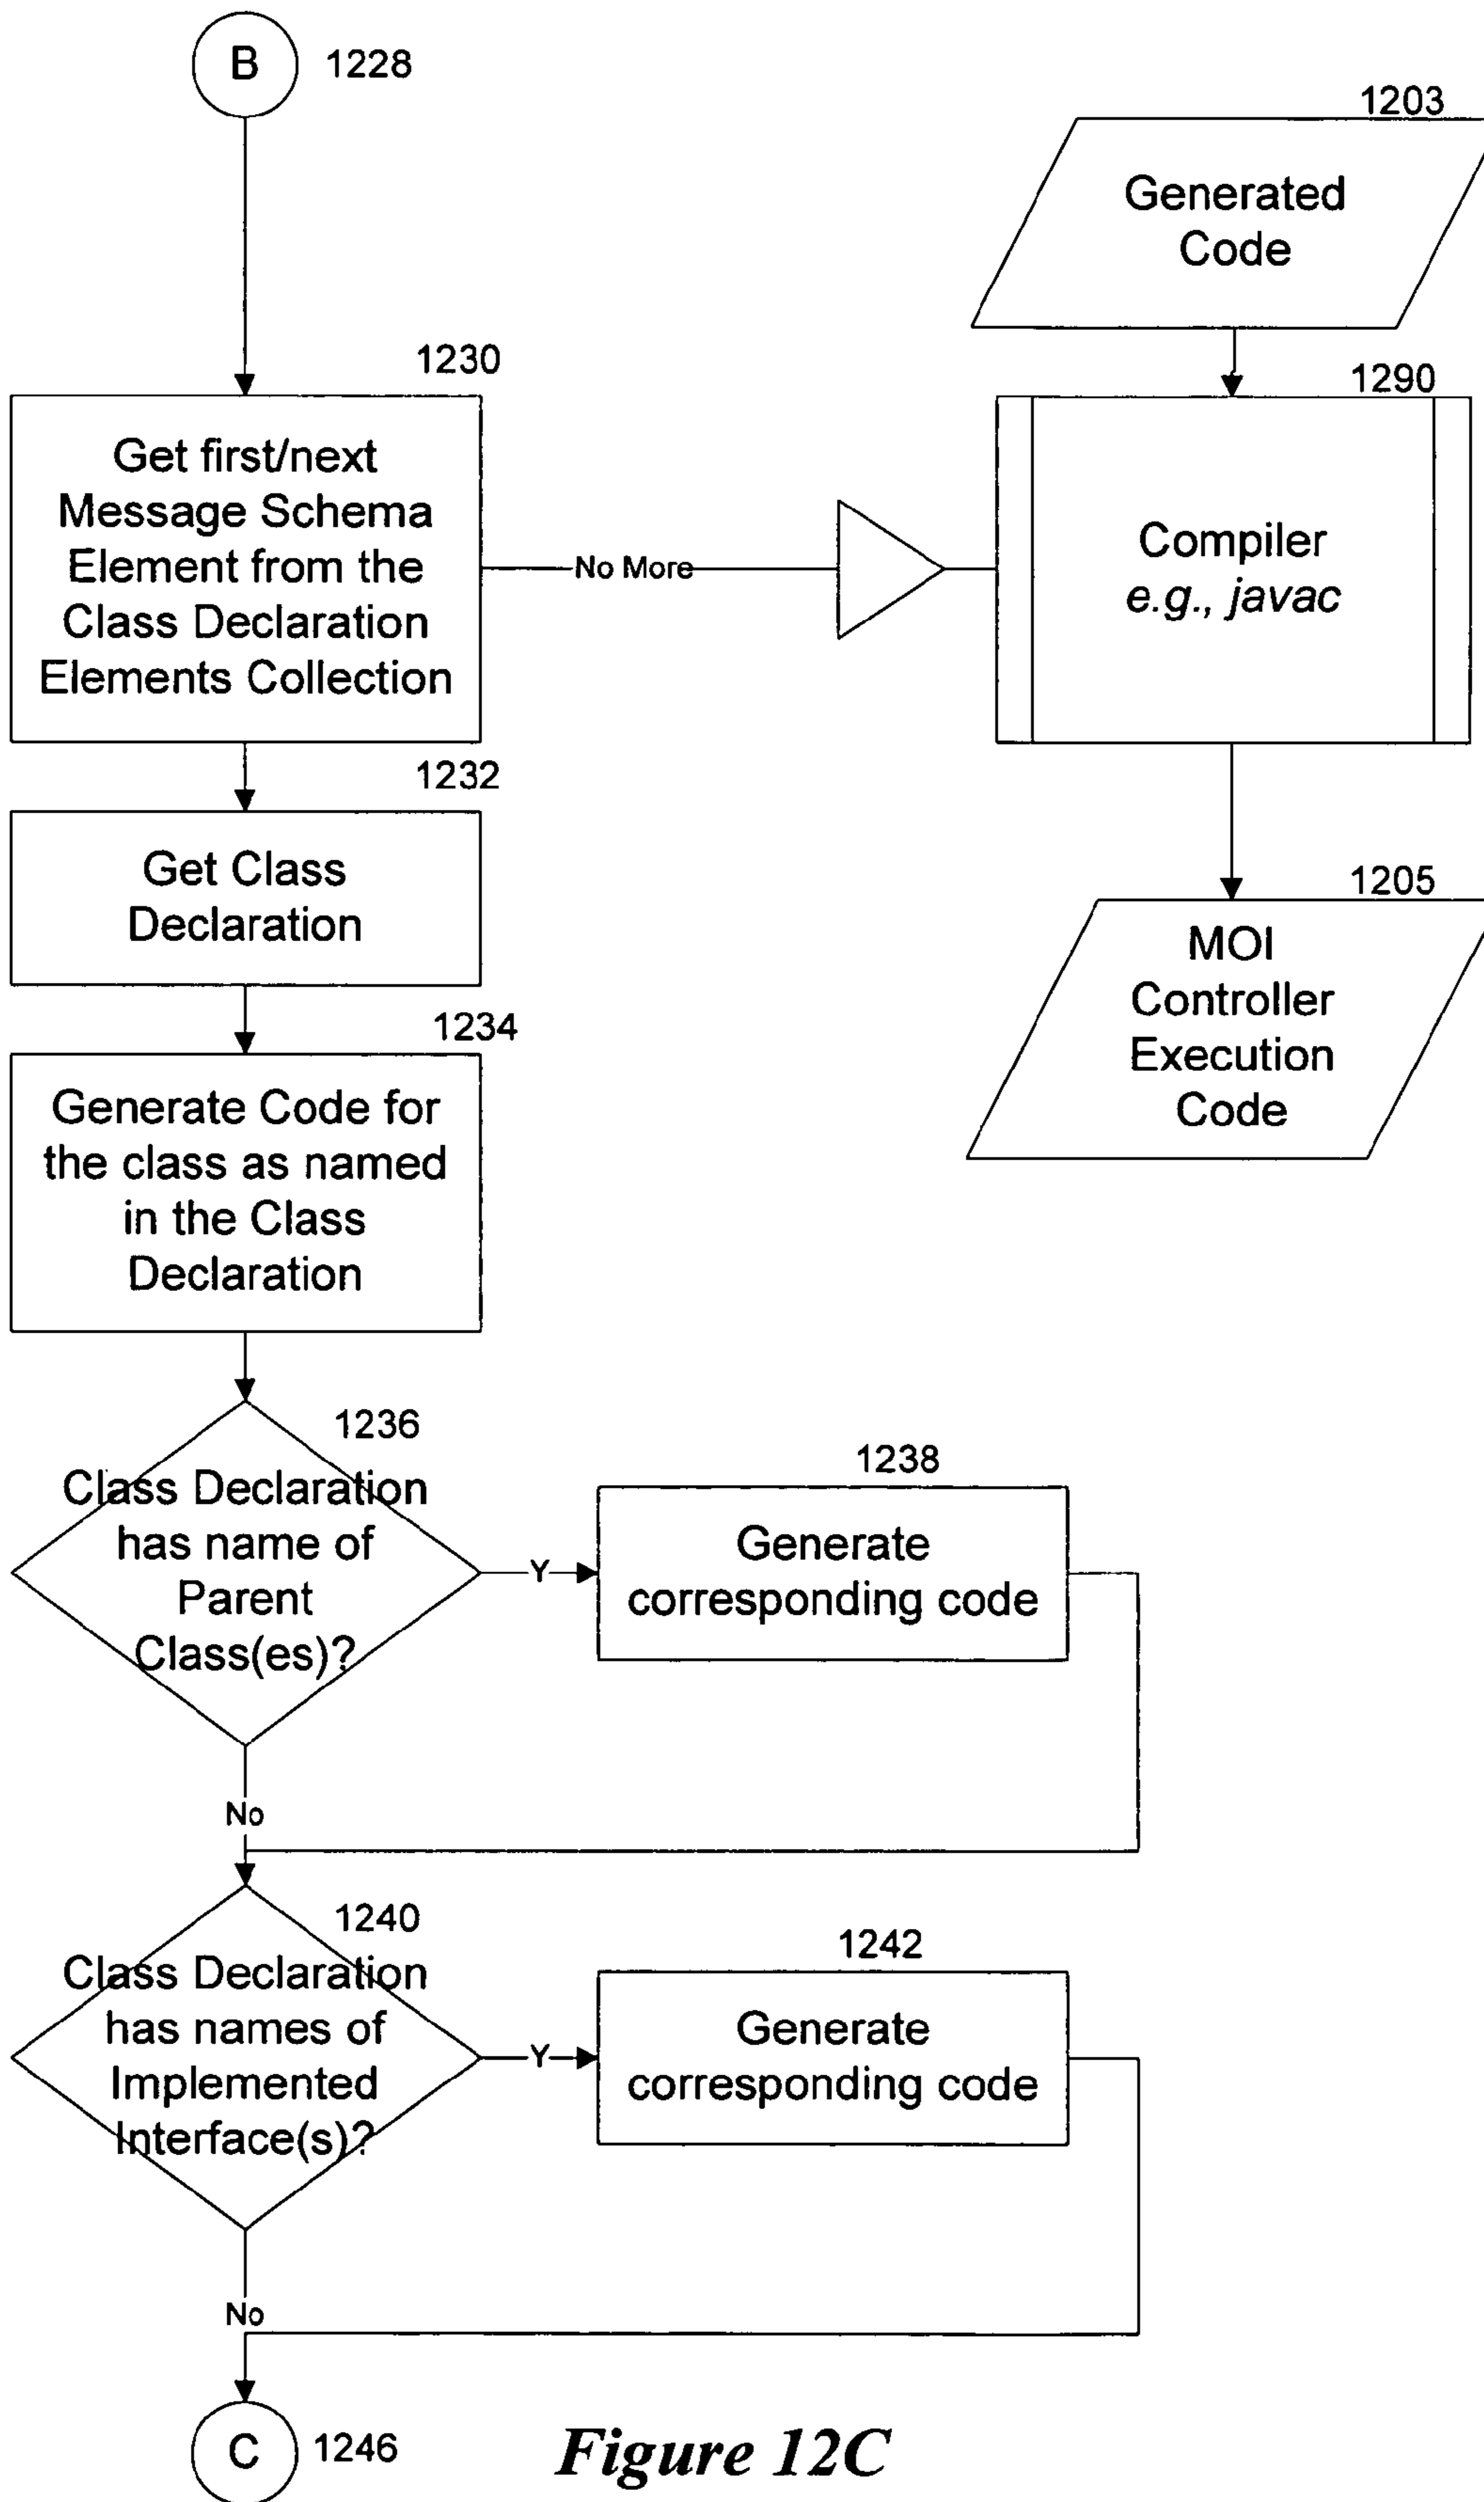 B
1228
1203
Generated
Code
1230
Get first/next
Message Schema
Element from the
Class Declaration
Elements Collection
No More
1290
Compiler
e.g., javac
1232
Get Class
Declaration
1205
MOI
Controller
Execution
Code
1234
Generate Code for
the class as named
in the Class
Declaration
1236
Class Declaration
has name of
Parent
Class(es)?
Y
1238
Generate
corresponding code
No
1240
Class Declaration
has names of
Implemented
Interface(s)?
Y
1242
Generate
corresponding code
No
C
1246
Figure 12C